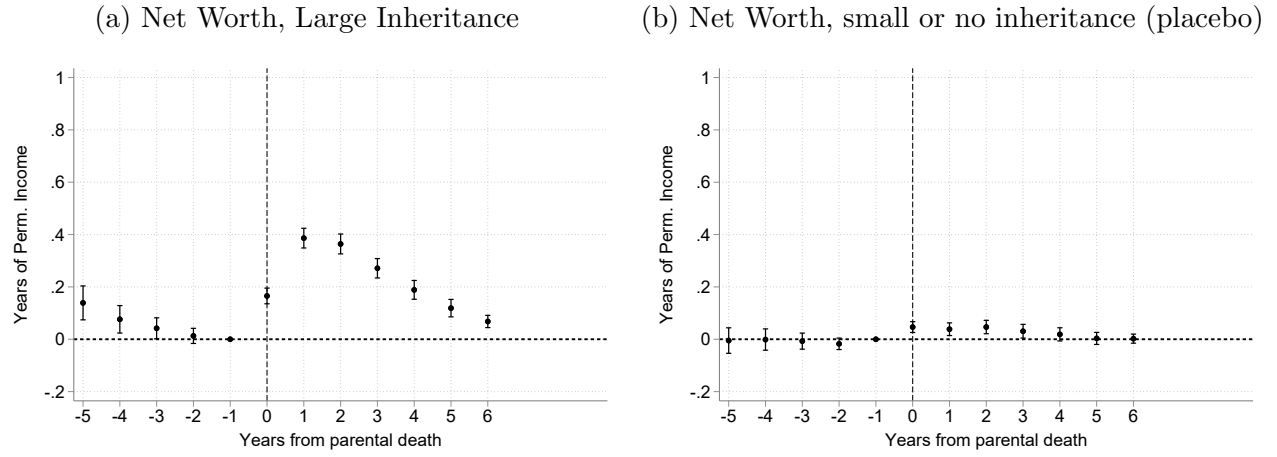 (a) Net Worth, Large Inheritance
1
.8
.6
.4
.2
0
-.2
Years of Perm. Income
-5 -4 -3 -2 -1 0 1 2 3 4 5 6
Years from parental death
(b) Net Worth, small or no inheritance (placebo)
1
.8
.6
.4
.2
0
-.2
Years of Perm. Income
-5 -4 -3 -2 -1 0 1 2 3 4 5 6
Years from parental death